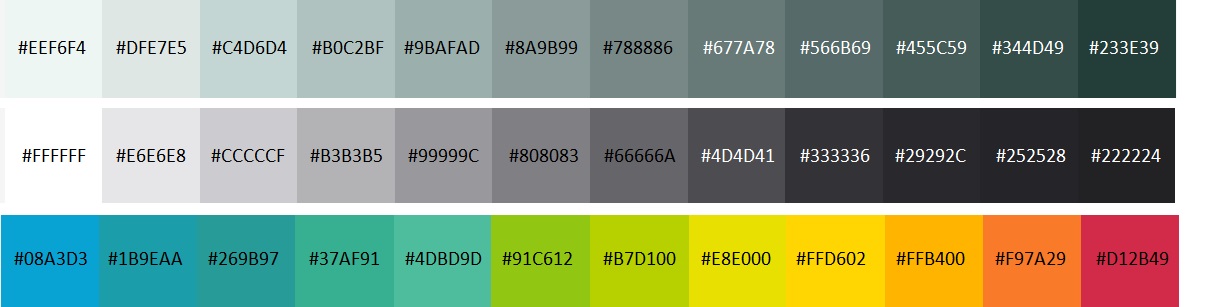 #EEF6F4 #DFE7E5 #C4D6D4 #B0C2BF #9BAFAD #8A9B99 #788886 #677A78 #566B69 #455C59 #344D49 #233E39
#FFFFFF #E6E6E8 #CCCCCF #B3B3B5 #99999C #808083 #66666A #4D4D41 #333336 #29292C #252528 #222224
#08A3D3 #1B9EAA #269B97 #37AF91 #4DBD9D #91C612 #B7D100 #E8E000 #FFD602 #FFB400 #F97A29 #D12B49